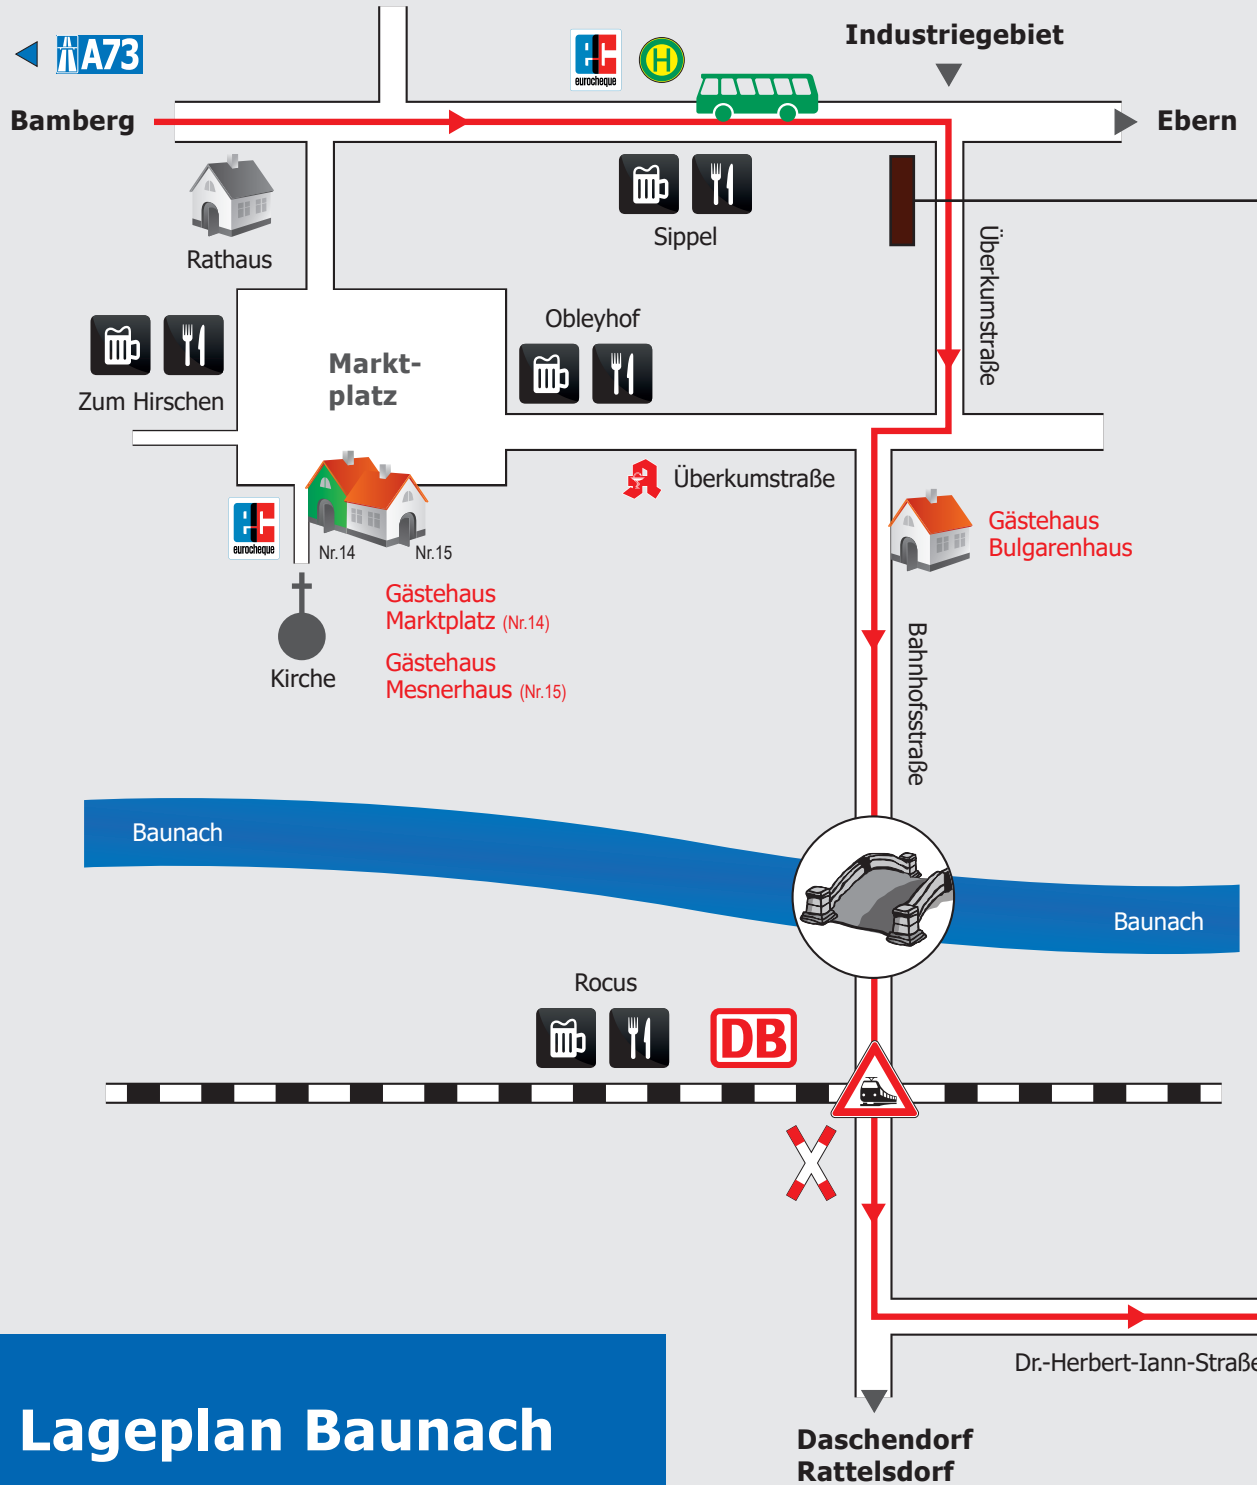 A73
eurocheque
H
Industriegebiet
Bamberg
Ebern
Rathaus
Sippel
Überkumstraße
Obleyhof
Markt-
platz
Zum Hirschen
Überkumstraße
eurocheque
Nr.14
Nr.15
Gästehaus
Bulgarenhaus
Gästehaus
Marktplatz (Nr.14)
Gästehaus
Mesnerhaus (Nr.15)
Kirche
Bahnhofsstraße
Baunach
Baunach
Rocus
DB
Dr.-Herbert-Iann-Straße
Lageplan Baunach
Daschendorf
Rattelsdorf